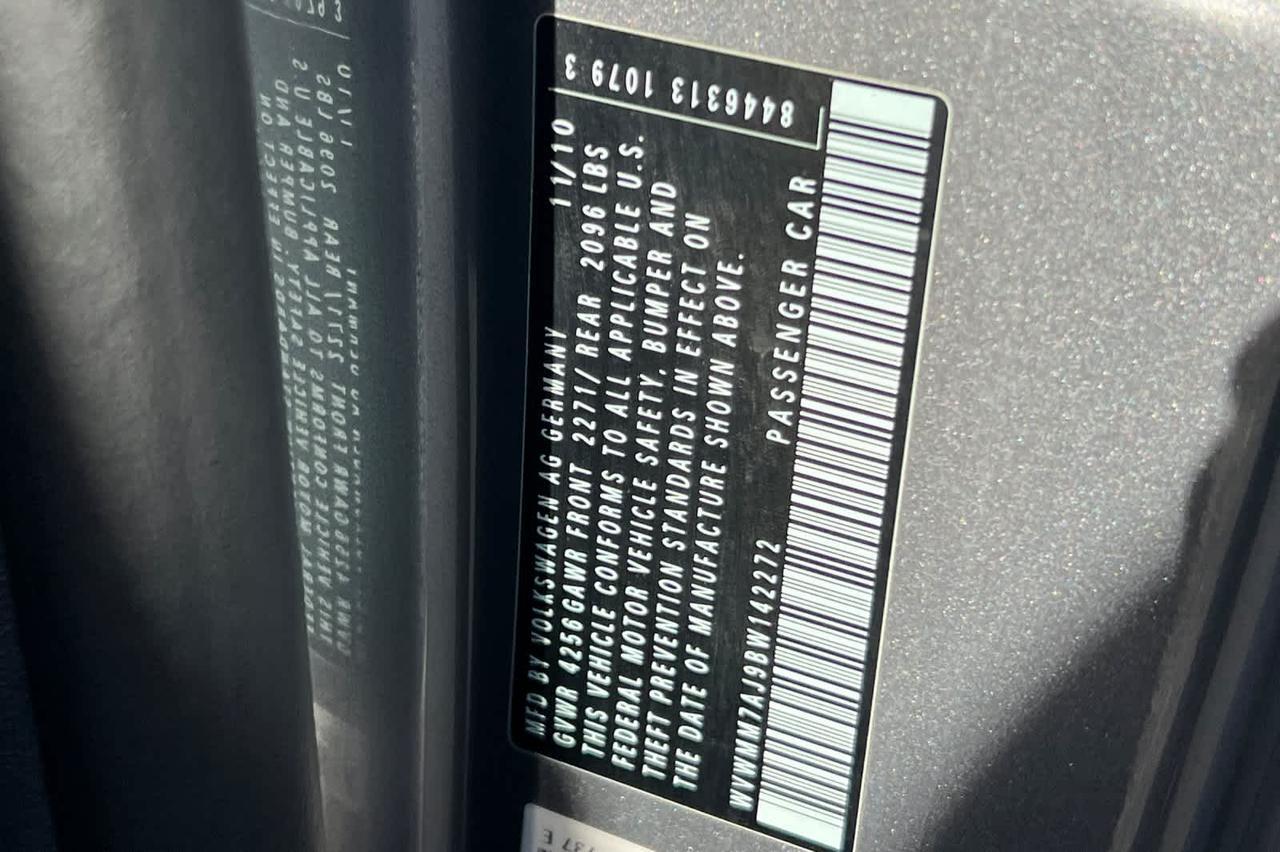 MFD BY VOLKSWAGEN AG GERMANY 11/10
GVWR 4256GAWR FRONT 2271/ REAR 2096 LBS
THIS VEHICLE CONFORMS TO ALL APPLICABLE U.S.
FEDERAL MOTOR VEHICLE SAFETY, BUMPER AND
THEFT PREVENTION STANDARDS IN EFFECT ON
THE DATE OF MANUFACTURE SHOWN ABOVE.
WVWMM7AJ9BW142272 PASSENGER CAR
8446313 1079 3
737 E